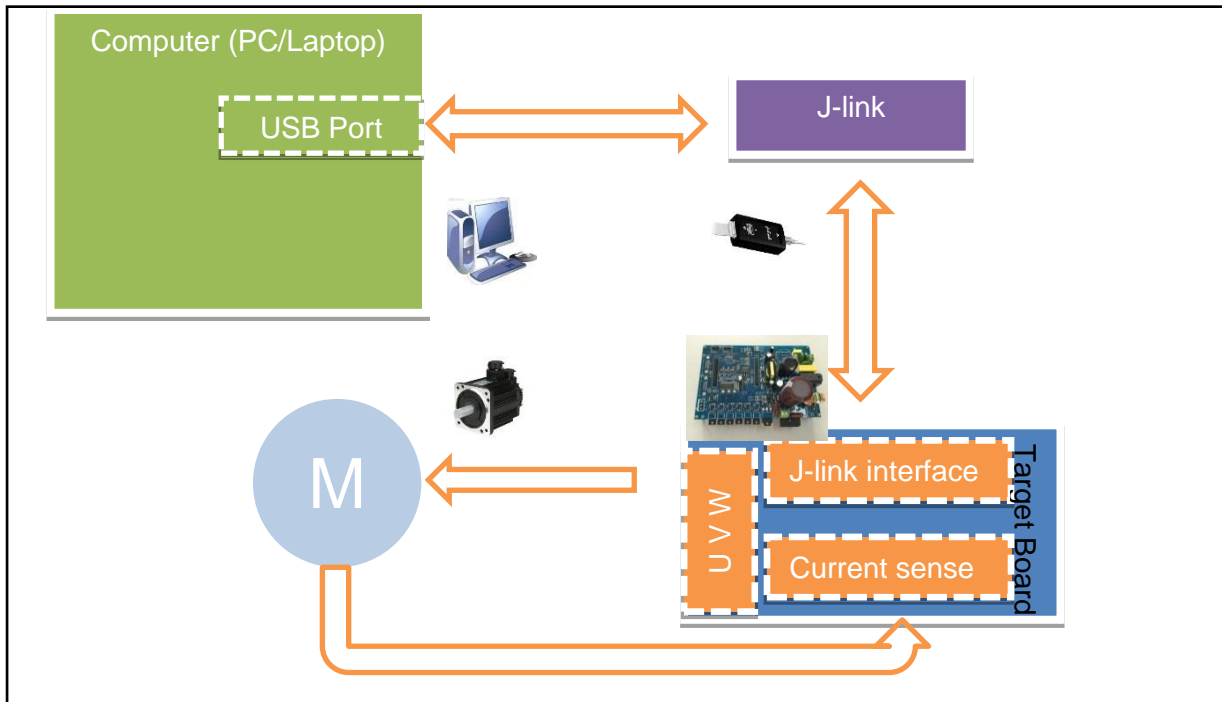 Computer (PC/Laptop)
USB Port
J-link
M
U V W
J-link interface
Current sense
Target Board